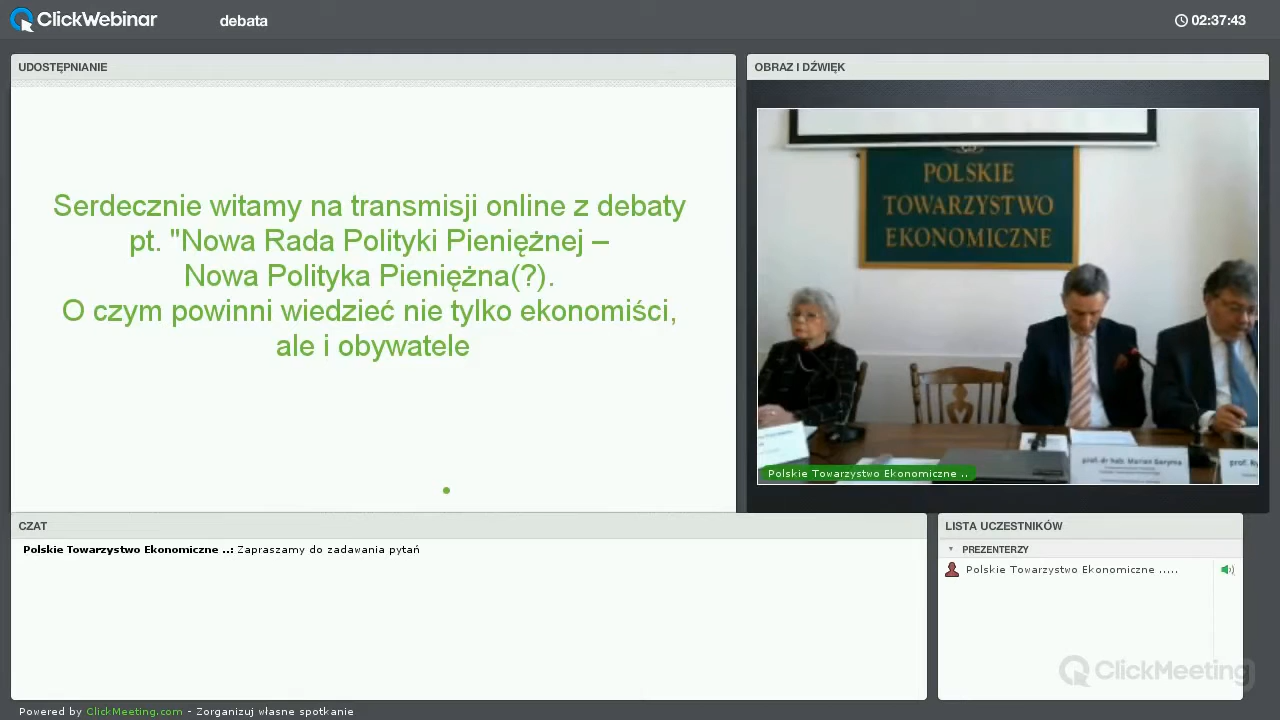 ClickWebinar
debata
02:37:43
UDOSTĘPNIANIE
Serdecznie witamy na transmisji online z debaty
pt. "Nowa Rada Polityki Pieniężnej –
Nowa Polityka Pieniężna(?).
O czym powinni wiedzieć nie tylko ekonomiści,
ale i obywatele
OBRAZ I DŹWIĘK
POLSKIE
TOWARZYSTWO
EKONOMICZNE
prof. dr hab. Marian Gorynia
prof.
Polskie Towarzystwo Ekonomiczne ..
CZAT
Polskie Towarzystwo Ekonomiczne ..: Zapraszamy do zadawania pytań
LISTA UCZESTNIKÓW
PREZENTERZY
Polskie Towarzystwo Ekonomiczne .....
ClickMeeting
Powered by ClickMeeting.com - Zorganizuj własne spotkanie